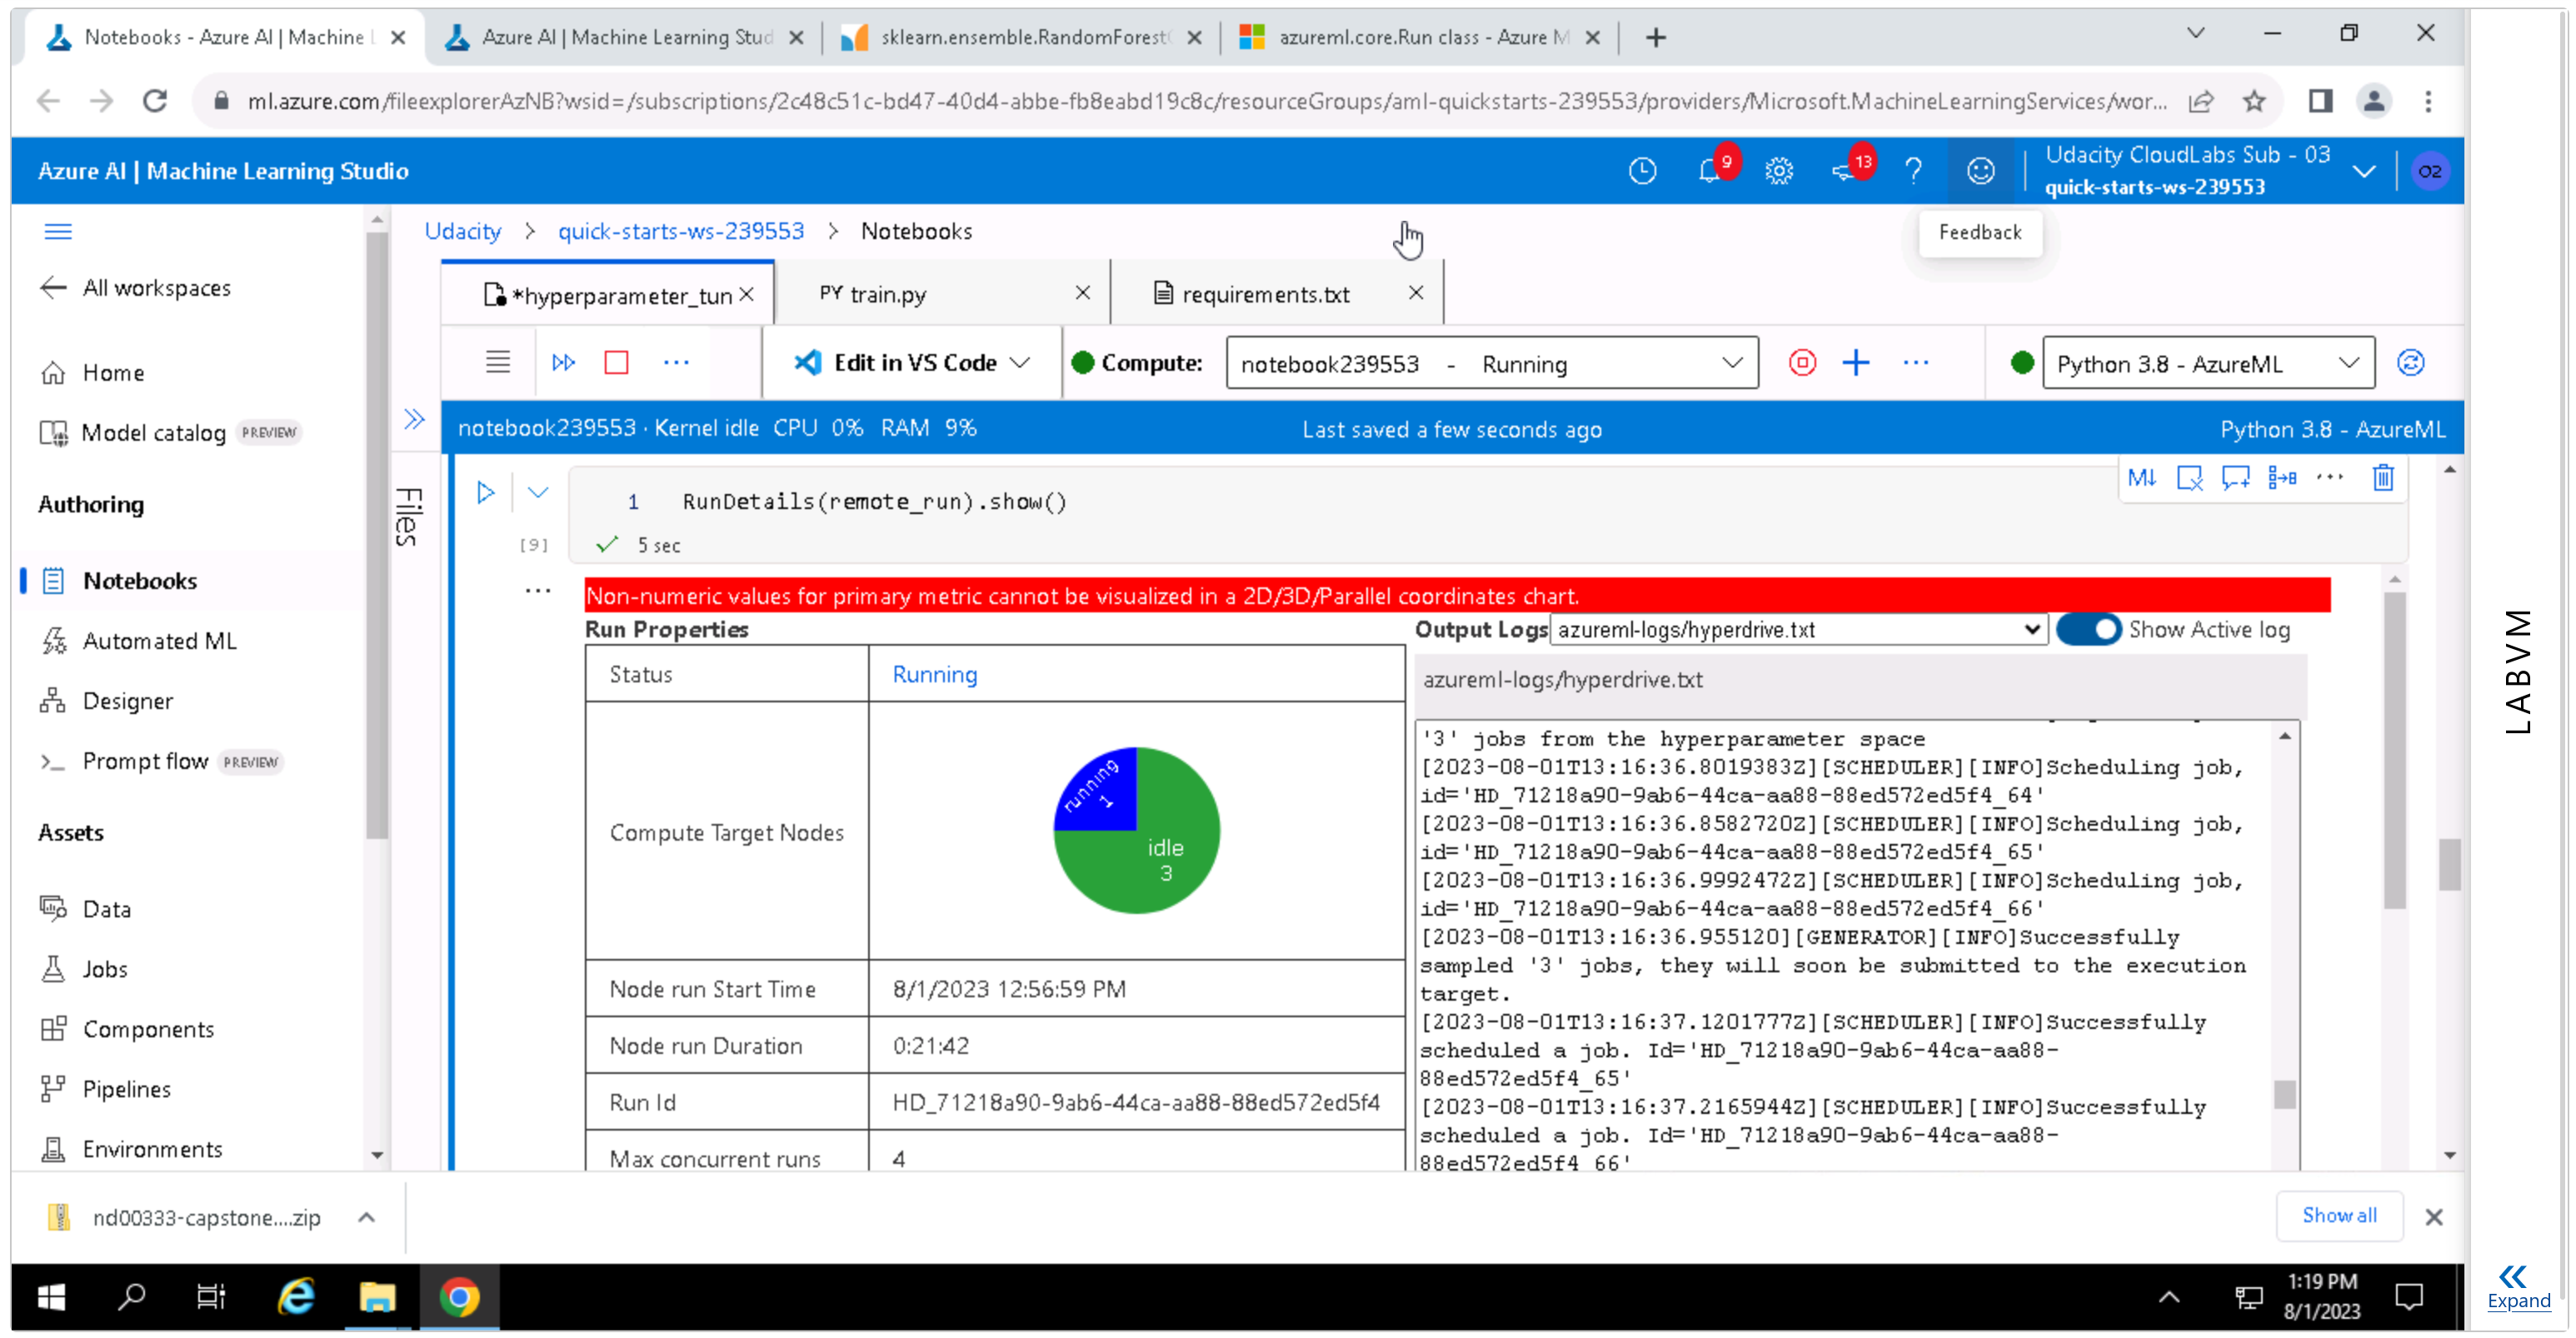 Notebooks - Azure AI | Machine L
Azure AI | Machine Learning Stud
sklearn.ensemble.RandomForest
azureml.core.Run class - Azure M
ml.azure.com/fileexplorerAzNB?wsid=/subscriptions/2c48c51c-bd47-40d4-abbe-fb8eabd19c8c/resourceGroups/aml-quickstarts-239553/providers/Microsoft.MachineLearningServices/wor...
Azure AI | Machine Learning Studio
9
13
?
Udacity CloudLabs Sub - 03
quick-starts-ws-239553
O2
Feedback
All workspaces
Home
Model catalog PREVIEW
Authoring
Notebooks
Automated ML
Designer
Prompt flow PREVIEW
Assets
Data
Jobs
Components
Pipelines
Environments
Udacity > quick-starts-ws-239553 > Notebooks
*hyperparameter_tun
PY train.py
requirements.txt
Edit in VS Code
Compute:
notebook239553 - Running
Python 3.8 - AzureML
notebook239553 · Kernel idle CPU 0% RAM 9%
Last saved a few seconds ago
Python 3.8 - AzureML
Files
M↓
1 RunDetails(remote_run).show()
[9]
5 sec
Non-numeric values for primary metric cannot be visualized in a 2D/3D/Parallel coordinates chart.
Run Properties
Status Running
Compute Target Nodes
running
1
idle
3
Node run Start Time 8/1/2023 12:56:59 PM
Node run Duration 0:21:42
Run Id HD_71218a90-9ab6-44ca-aa88-88ed572ed5f4
Max concurrent runs 4
Output Logs azureml-logs/hyperdrive.txt Show Active log
azureml-logs/hyperdrive.txt
'3' jobs from the hyperparameter space
[2023-08-01T13:16:36.8019383Z][SCHEDULER][INFO]Scheduling job,
id='HD_71218a90-9ab6-44ca-aa88-88ed572ed5f4_64'
[2023-08-01T13:16:36.8582720Z][SCHEDULER][INFO]Scheduling job,
id='HD_71218a90-9ab6-44ca-aa88-88ed572ed5f4_65'
[2023-08-01T13:16:36.9992472Z][SCHEDULER][INFO]Scheduling job,
id='HD_71218a90-9ab6-44ca-aa88-88ed572ed5f4_66'
[2023-08-01T13:16:36.955120][GENERATOR][INFO]Successfully
sampled '3' jobs, they will soon be submitted to the execution
target.
[2023-08-01T13:16:37.1201777Z][SCHEDULER][INFO]Successfully
scheduled a job. Id='HD_71218a90-9ab6-44ca-aa88-
88ed572ed5f4_65'
[2023-08-01T13:16:37.2165944Z][SCHEDULER][INFO]Successfully
scheduled a job. Id='HD_71218a90-9ab6-44ca-aa88-
88ed572ed5f4_66'
nd00333-capstone....zip
Show all
1:19 PM
8/1/2023
LABVM
Expand